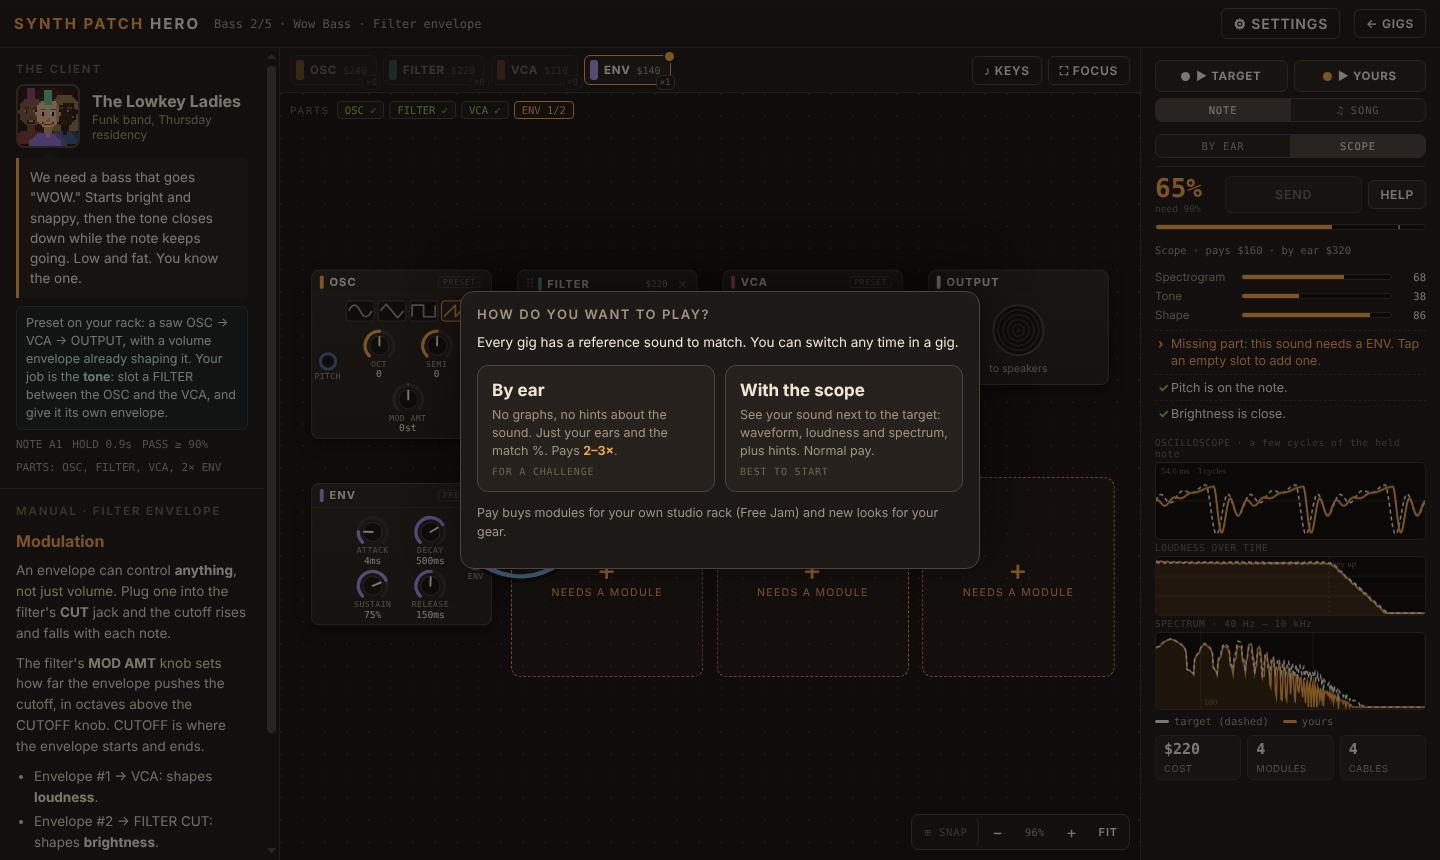 SYNTH PATCH HERO
Bass 2/5 · Wow Bass · Filter envelope
⚙ SETTINGS
← GIGS
THE CLIENT
The Lowkey Ladies
Funk band, Thursday
residency
We need a bass that goes
"WOW." Starts bright and
snappy, then the tone closes
down while the note keeps
going. Low and fat. You know
the one.
Preset on your rack: a saw OSC →
VCA → OUTPUT, with a volume
envelope already shaping it. Your
job is the tone: slot a FILTER
between the OSC and the VCA, and
give it its own envelope.
NOTE A1 HOLD 0.9s PASS ≥ 90%
PARTS: OSC, FILTER, VCA, 2× ENV
MANUAL · FILTER ENVELOPE
Modulation
An envelope can control anything,
not just volume. Plug one into the
filter's CUT jack and the cutoff rises
and falls with each note.
The filter's MOD AMT knob sets
how far the envelope pushes the
cutoff, in octaves above the
CUTOFF knob. CUTOFF is where
the envelope starts and ends.
• Envelope #1 → VCA: shapes
loudness.
• Envelope #2 → FILTER CUT:
shapes brightness.
OSC $240 ×0
FILTER $220 ×0
VCA $110 ×0
ENV $140 ×1
♪ KEYS
⛶ FOCUS
PARTS OSC ✓ FILTER ✓ VCA ✓ ENV 1/2
OSC PRESET
PITCH
OCT
0
SEMI
0
MOD AMT
0st
FILTER $220 ×
VCA PRESET
OUTPUT
to speakers
HOW DO YOU WANT TO PLAY?
Every gig has a reference sound to match. You can switch any time in a gig.
By ear
No graphs, no hints about the
sound. Just your ears and the
match %. Pays 2–3×.
FOR A CHALLENGE
With the scope
See your sound next to the target:
waveform, loudness and spectrum,
plus hints. Normal pay.
BEST TO START
Pay buys modules for your own studio rack (Free Jam) and new looks for your
gear.
ENV
ATTACK
4ms
DECAY
500ms
SUSTAIN
75%
RELEASE
150ms
ENV
+
NEEDS A MODULE
+
NEEDS A MODULE
+
NEEDS A MODULE
⊞ SNAP − 96% + FIT
▶ TARGET
▶ YOURS
NOTE
♫ SONG
BY EAR
SCOPE
65%
need 90%
SEND
HELP
Scope · pays $160 · by ear $320
Spectrogram 68
Tone 38
Shape 86
› Missing part: this sound needs a ENV. Tap
an empty slot to add one.
✓ Pitch is on the note.
✓ Brightness is close.
OSCILLOSCOPE · a few cycles of the held
note
54.6 ms · 3 cycles
LOUDNESS OVER TIME
SPECTRUM · 40 Hz — 10 kHz
100
target (dashed)
yours
$220
COST
4
MODULES
4
CABLES